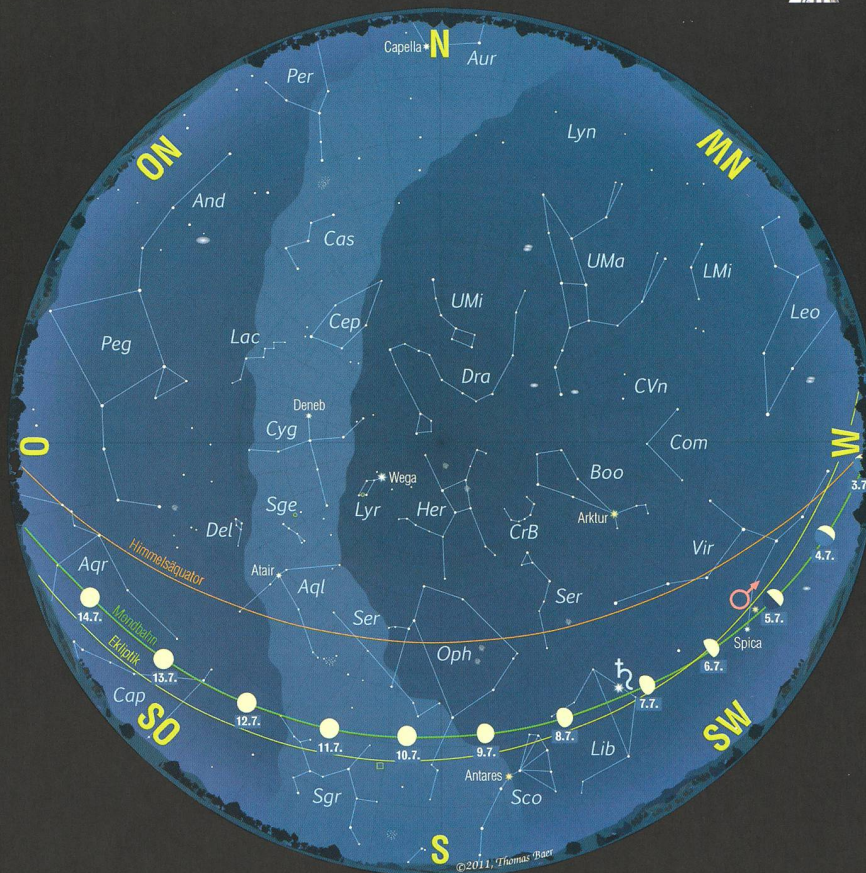 N
Capella
Aur
Per
Lyn
NO
NW
And
Cas
UMa
LMi
UMi
Leo
Cep
Lac
Peg
Dra
CVn
Deneb
Cyg
Com
O
W
Boo
Wega
3.7
Sge
Lyr
Her
Arktur
CrB
Del
4.7.
Vir
Himmelsäquator
Aqr
Atair
Aql
Ser
Ser
14.7.
Mondbahn
5.7.
Ekliptik
Spica
Oph
13.7.
6.7.
7.7.
Cap
12.7.
SO
SW
11.7.
10.7.
9.7.
8.7.
Lib
Antares
Sgr
Sco
S
©2011, Thomas Baer